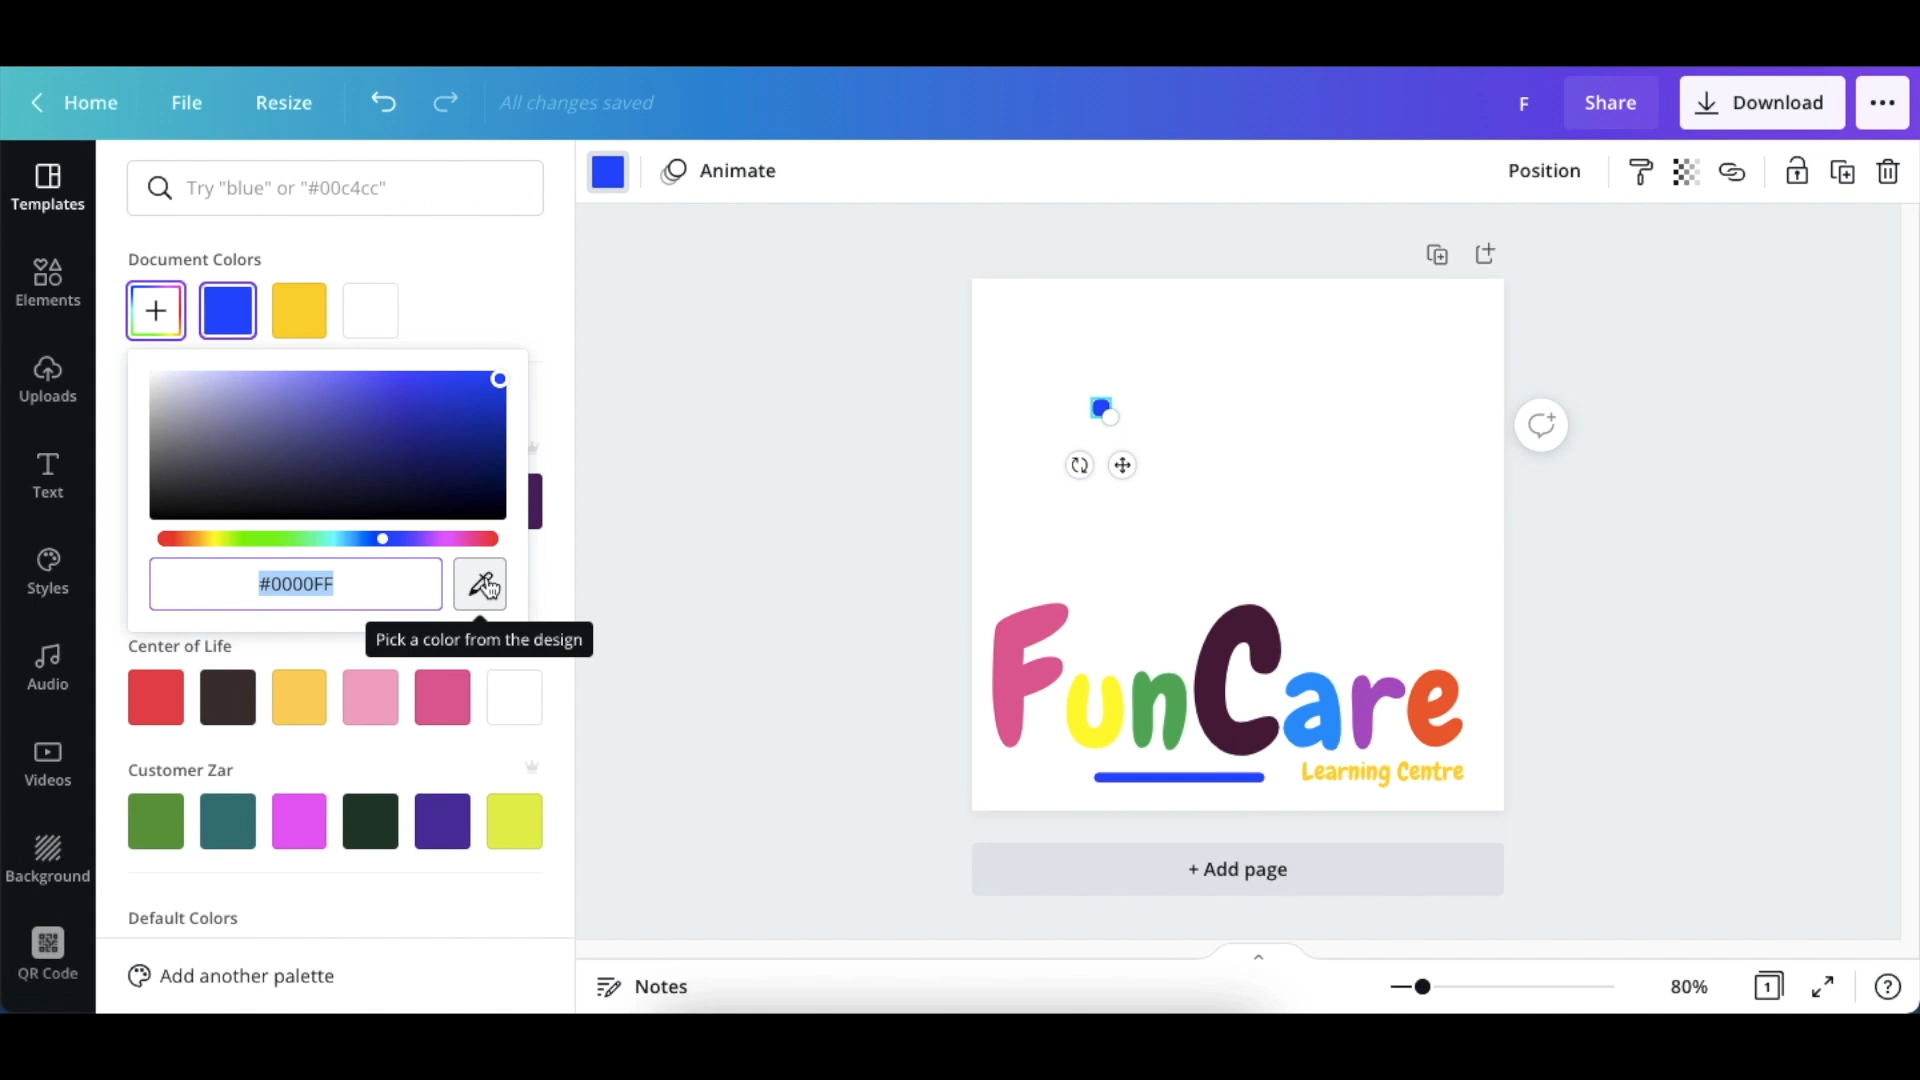 Home File Resize All changes saved F Share Download
Templates
Elements
Uploads
Text
Styles
Audio
Videos
Background
QR Code
Try "blue" or "#00c4cc"
Document Colors
#0000FF
Pick a color from the design
Center of Life
Customer Zar
Default Colors
Add another palette
Animate Position
FunCare
Learning Centre
+ Add page
Notes 80% 1 ?